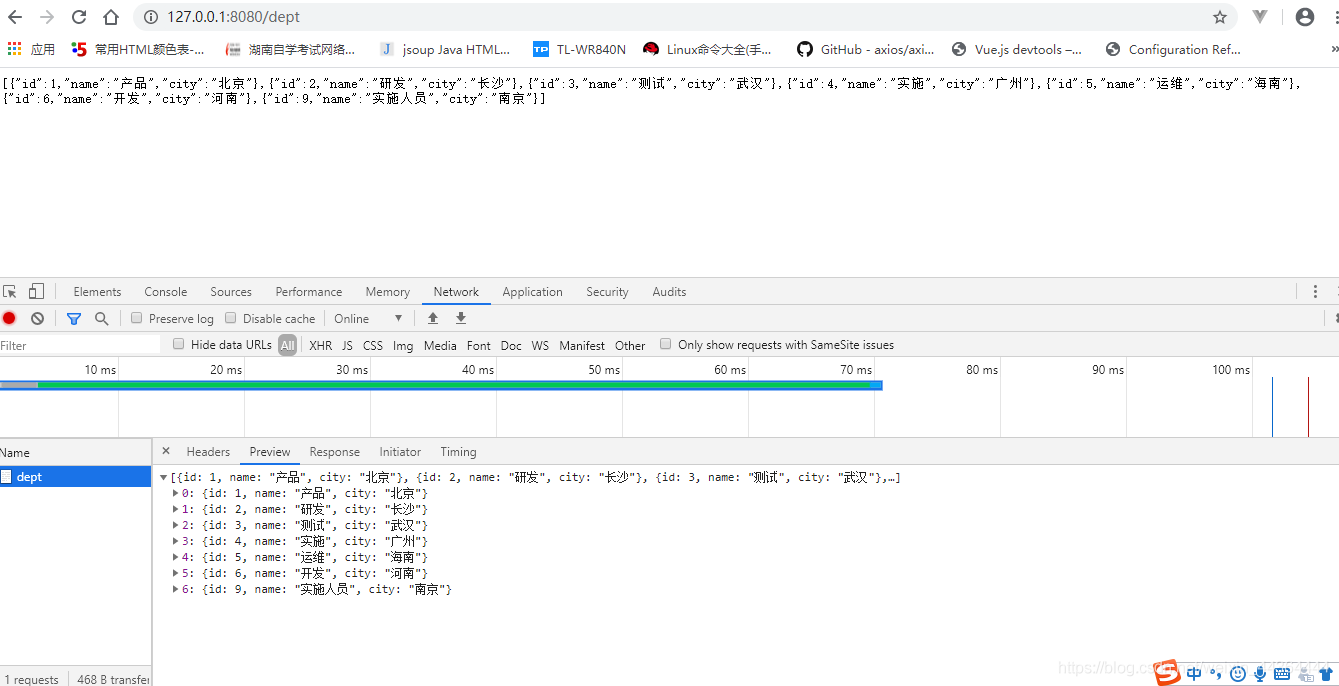 127.0.0.1:8080/dept
应用 常用HTML颜色表-... 湖南自学考试网络... J jsoup Java HTML... TP TL-WR840N Linux命令大全(手... GitHub - axios/axi... Vue.js devtools –... Configuration Ref... »
[{"id":1,"name":"产品","city":"北京"},{"id":2,"name":"研发","city":"长沙"},{"id":3,"name":"测试","city":"武汉"},{"id":4,"name":"实施","city":"广州"},{"id":5,"name":"运维","city":"海南"},
{"id":6,"name":"开发","city":"河南"},{"id":9,"name":"实施人员","city":"南京"}]
Elements Console Sources Performance Memory Network Application Security Audits
Preserve log Disable cache Online
Filter Hide data URLs All XHR JS CSS Img Media Font Doc WS Manifest Other Only show requests with SameSite issues
10 ms 20 ms 30 ms 40 ms 50 ms 60 ms 70 ms 80 ms 90 ms 100 ms
Name × Headers Preview Response Initiator Timing
dept
[{id: 1, name: "产品", city: "北京"}, {id: 2, name: "研发", city: "长沙"}, {id: 3, name: "测试", city: "武汉"},…]
0: {id: 1, name: "产品", city: "北京"}
1: {id: 2, name: "研发", city: "长沙"}
2: {id: 3, name: "测试", city: "武汉"}
3: {id: 4, name: "实施", city: "广州"}
4: {id: 5, name: "运维", city: "海南"}
5: {id: 6, name: "开发", city: "河南"}
6: {id: 9, name: "实施人员", city: "南京"}
1 requests 468 B transfer
https://blog.cs
中